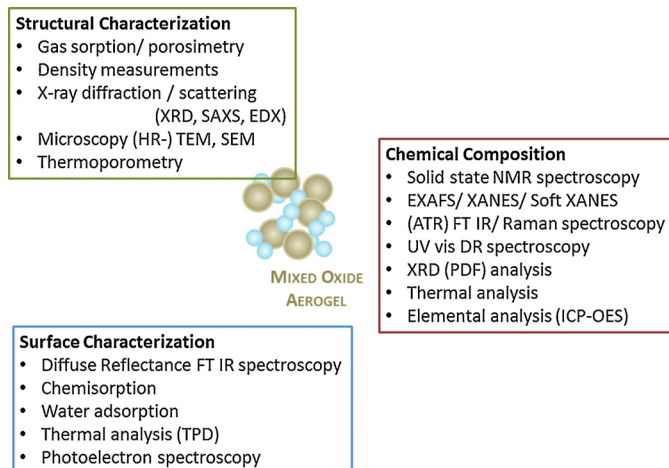 Structural Characterization
• Gas sorption/ porosimetry
• Density measurements
• X-ray diffraction / scattering
(XRD, SAXS, EDX)
• Microscopy (HR-) TEM, SEM
• Thermoporometry
Chemical Composition
• Solid state NMR spectroscopy
• EXAFS/ XANES/ Soft XANES
• (ATR) FT IR/ Raman spectroscopy
• UV vis DR spectroscopy
• XRD (PDF) analysis
• Thermal analysis
• Elemental analysis (ICP-OES)
MIXED OXIDE
AEROGEL
Surface Characterization
• Diffuse Reflectance FT IR spectroscopy
• Chemisorption
• Water adsorption
• Thermal analysis (TPD)
• Photoelectron spectroscopy